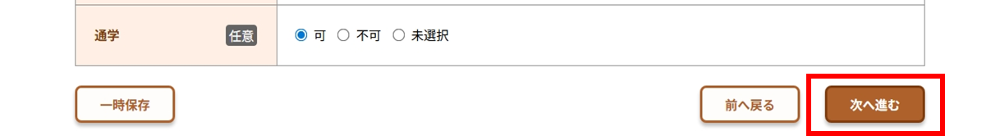 通学 任意 可 不可 未選択
一時保存 前へ戻る 次へ進む